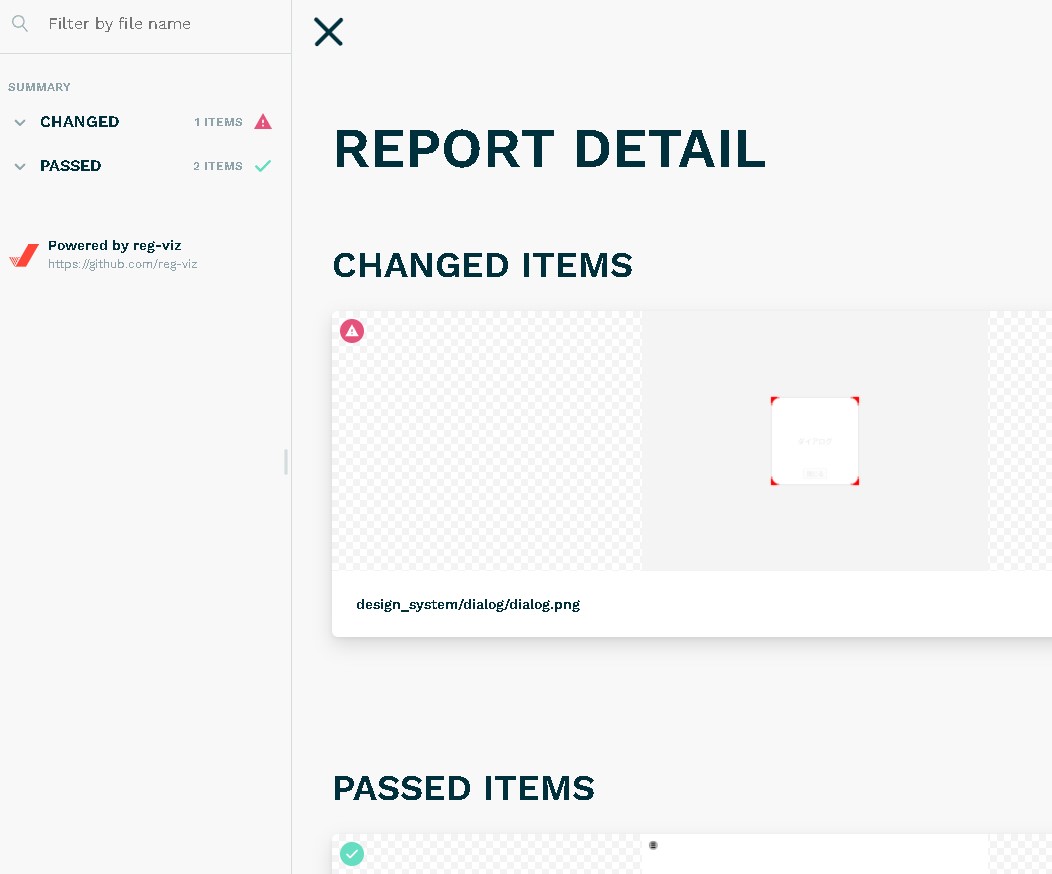 Filter by file name
SUMMARY
CHANGED 1 ITEMS
PASSED 2 ITEMS
Powered by reg-viz
https://github.com/reg-viz
REPORT DETAIL
CHANGED ITEMS
design_system/dialog/dialog.png
PASSED ITEMS